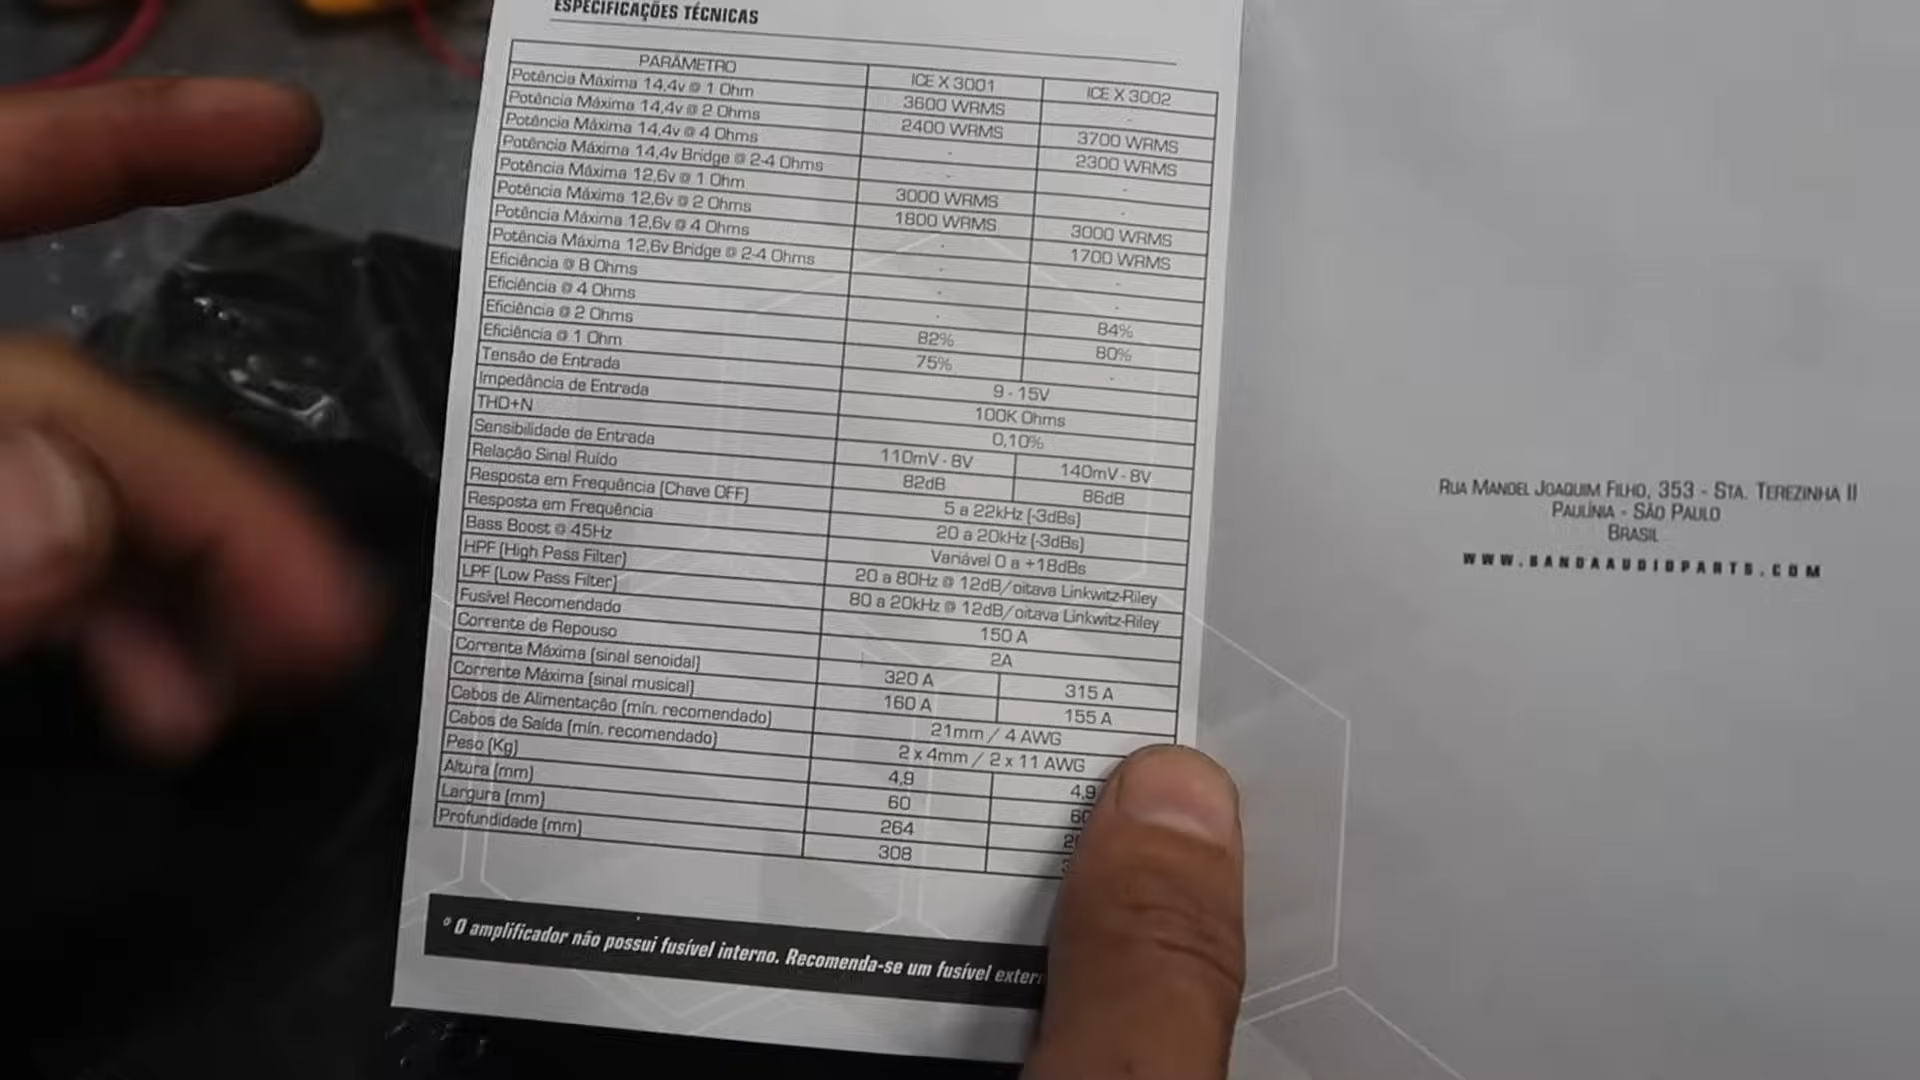 ESPECIFICAÇÕES TÉCNICAS
PARÂMETRO ICE X 3001 ICE X 3002
Potência Máxima 14,4v @ 1 Ohm 3600 WRMS -
Potência Máxima 14,4v @ 2 Ohms 2400 WRMS 3700 WRMS
Potência Máxima 14,4v @ 4 Ohms - 2300 WRMS
Potência Máxima 14,4v Bridge @ 2-4 Ohms - -
Potência Máxima 12,6v @ 1 Ohm 3000 WRMS -
Potência Máxima 12,6v @ 2 Ohms 1800 WRMS 3000 WRMS
Potência Máxima 12,6v @ 4 Ohms - 1700 WRMS
Potência Máxima 12,6v Bridge @ 2-4 Ohms - -
Eficiência @ 8 Ohms - -
Eficiência @ 4 Ohms - 84%
Eficiência @ 2 Ohms 82% 80%
Eficiência @ 1 Ohm 75% -
Tensão de Entrada 9 - 15V
Impedância de Entrada 100K Ohms
THD+N 0,10%
Sensibilidade de Entrada 110mV - 8V 140mV - 8V
Relação Sinal Ruído 82dB 86dB
Resposta em Frequência (Chave OFF) 5 a 22kHz (-3dBs)
Resposta em Frequência 20 a 20kHz (-3dBs)
Bass Boost @ 45Hz Variável 0 a +18dBs
HPF (High Pass Filter) 20 a 80Hz @ 12dB/oitava Linkwitz-Riley
LPF (Low Pass Filter) 80 a 20kHz @ 12dB/oitava Linkwitz-Riley
Fusível Recomendado 150 A
Corrente de Repouso 2A
Corrente Máxima (sinal senoidal) 320 A 315 A
Corrente Máxima (sinal musical) 160 A 155 A
Cabos de Alimentação (mín. recomendado) 21mm / 4 AWG
Cabos de Saída (mín. recomendado) 2 x 4mm / 2 x 11 AWG
Peso (Kg) 4,9 4,9
Altura (mm) 60
Largura (mm) 264
Profundidade (mm) 308
* O amplificador não possui fusível interno. Recomenda-se um fusível
RUA MANOEL JOAQUIM FILHO, 353 - STA. TEREZINHA II
PAULÍNIA - SÃO PAULO
BRASIL
WWW.BANDAAUDIOPARTS.COM